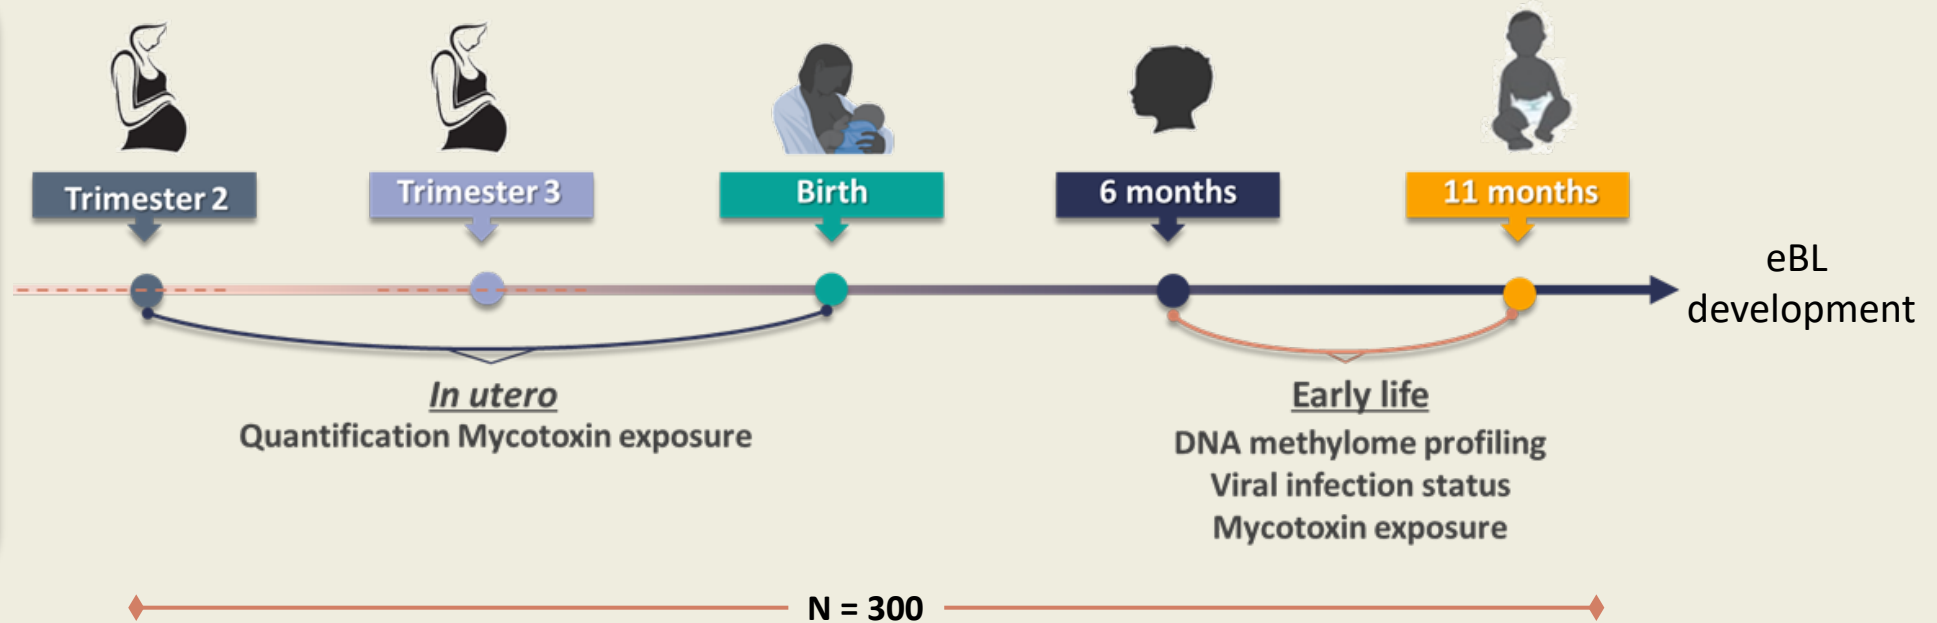 Trimester 2
Trimester 3
Birth
6 months
11 months
eBL
development
In utero
Quantification Mycotoxin exposure
Early life
DNA methylome profiling
Viral infection status
Mycotoxin exposure
N = 300